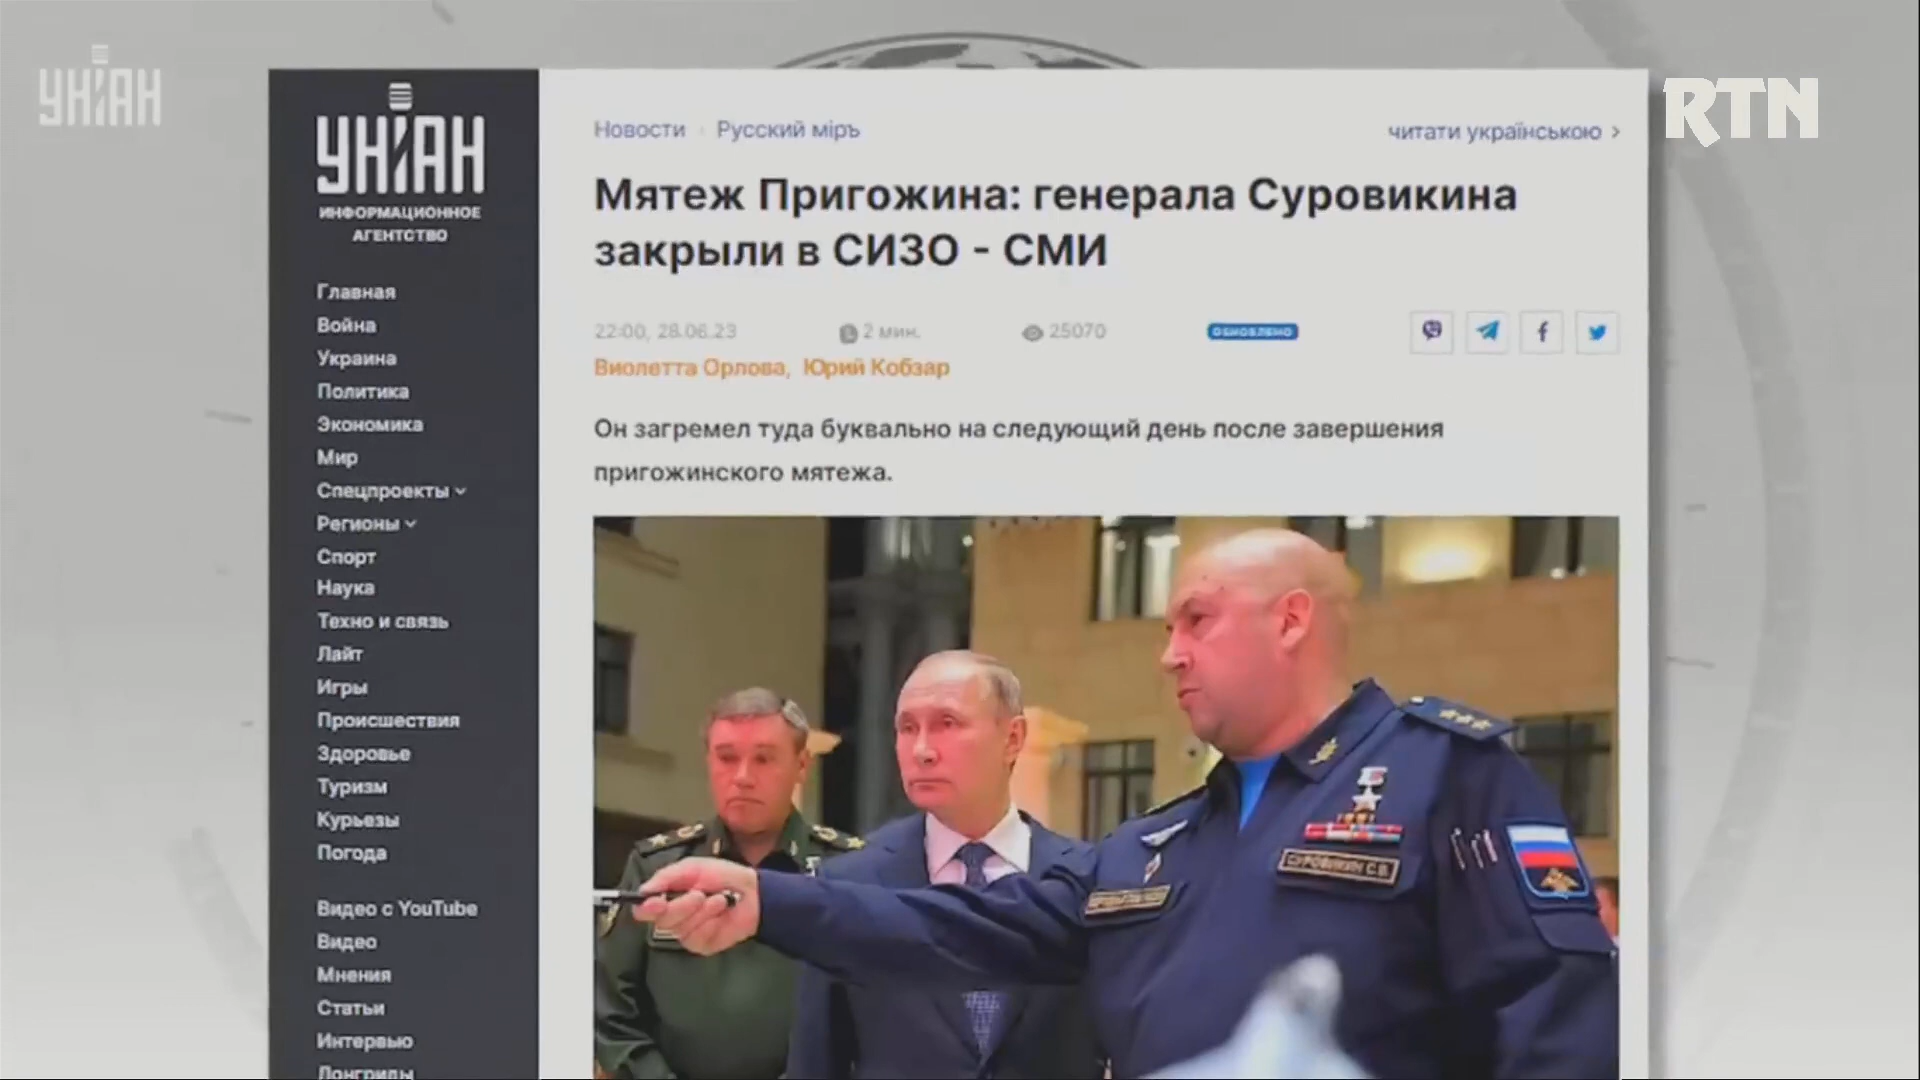 УНІАН
RTN
УНІАН
ИНФОРМАЦИОННОЕ
АГЕНТСТВО
Главная
Война
Украина
Политика
Экономика
Мир
Спецпроекты
Регионы
Спорт
Наука
Техно и связь
Лайт
Игры
Происшествия
Здоровье
Туризм
Курьезы
Погода
Видео с YouTube
Видео
Мнения
Статьи
Интервью
Лонгриды
Новости
Русский міръ
читати українською
Мятеж Пригожина: генерала Суровикина
закрыли в СИЗО - СМИ
22:00, 28.06.23
2 мин.
25070
ОБНОВЛЕНО
Виолетта Орлова, Юрий Кобзар
Он загремел туда буквально на следующий день после завершения
пригожинского мятежа.
СУРОВИКИН С.В.